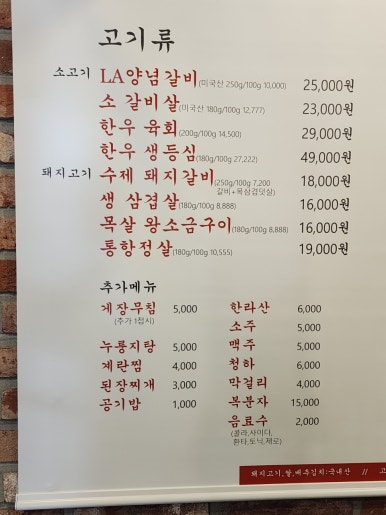 고기류
소고기 LA양념갈비(미국산 250g/100g 10,000) 25,000원
소 갈비살(미국산 180g/100g 12,777) 23,000원
한우 육회(200g/100g 14,500) 29,000원
한우 생등심(180g/100g 27,222) 49,000원
돼지고기 수제 돼지갈비(250g/100g 7,200 18,000원
갈비+목삼겹덧살)
생 삼겹살(180g/100g 8,888) 16,000원
목살 왕소금구이(180g/100g 8,888) 16,000원
통항정살(180g/100g 10,555) 19,000원
추가메뉴
게장무침 5,000 한라산 6,000
(추가 1접시)
소주 5,000
누룽지탕 5,000 맥주 5,000
계란찜 4,000 청하 6,000
된장찌개 3,000 막걸리 4,000
공기밥 1,000 복분자 15,000
음료수 2,000
(콜라,사이다,
환타,토닉,제로)
돼지고기,쌀,배추김치:국내산 // 고